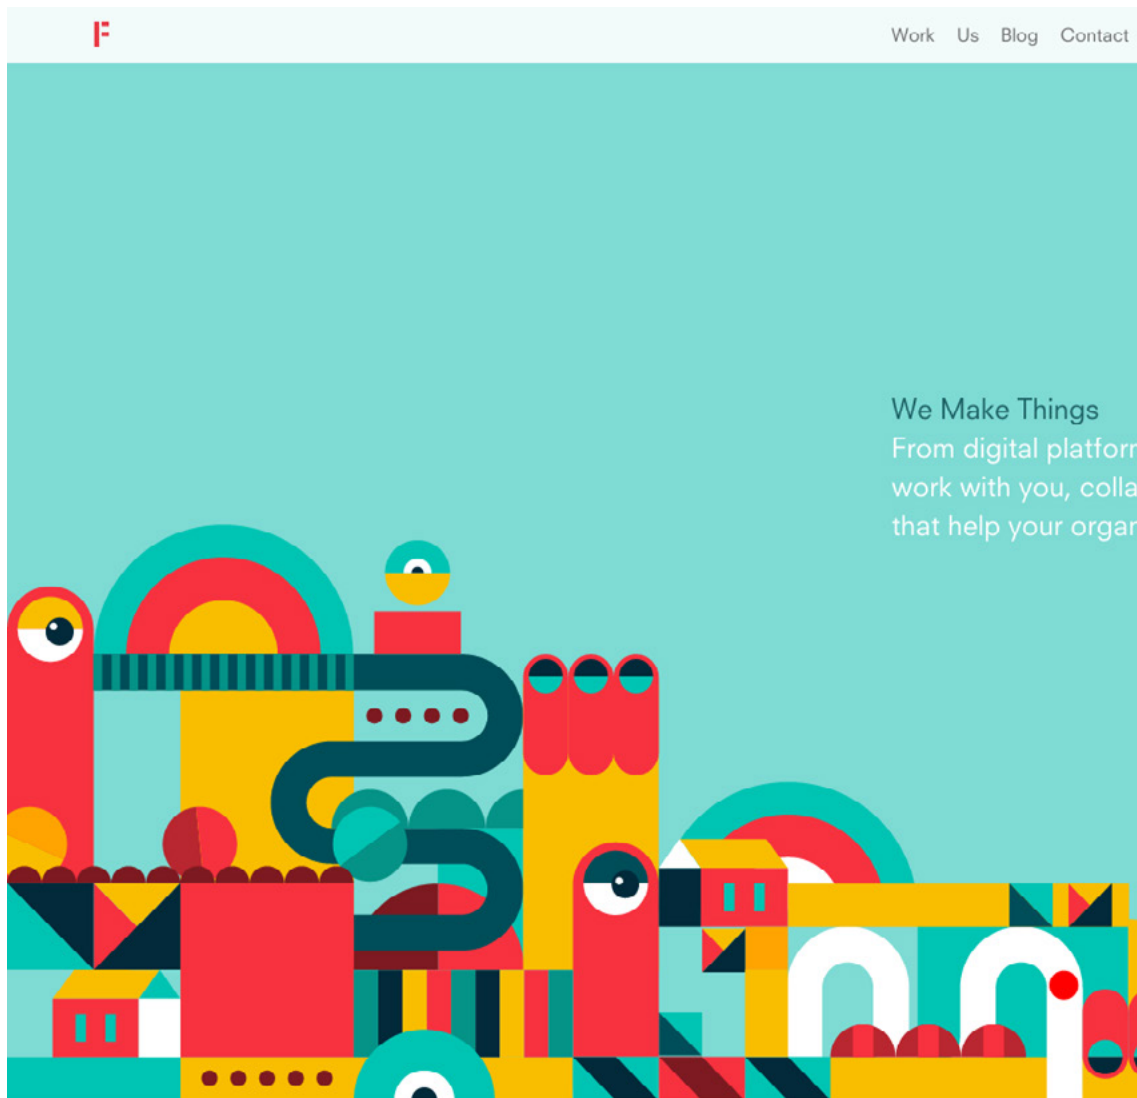 F
Work Us Blog Contact
We Make Things
From digital
work with you,
that help your